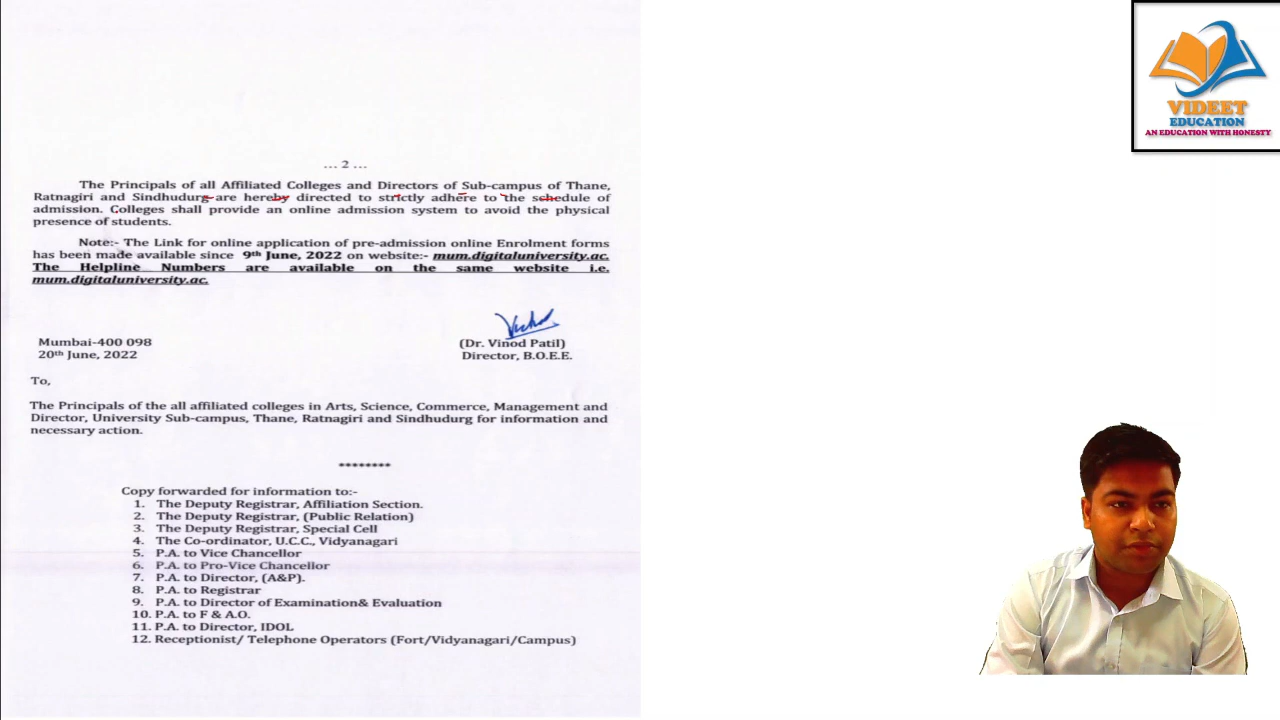 ... 2 ...
The Principals of all Affiliated Colleges and Directors of Sub-campus of Thane,
Ratnagiri and Sindhudurg are hereby directed to strictly adhere to the schedule of
admission. Colleges shall provide an online admission system to avoid the physical
presence of students.
Note:- The Link for online application of pre-admission online Enrolment forms
has been made available since 9th June, 2022 on website:- mum.digitaluniversity.ac.
The Helpline Numbers are available on the same website i.e.
mum.digitaluniversity.ac.
Mumbai-400 098
20th June, 2022
(Dr. Vinod Patil)
Director, B.O.E.E.
To,
The Principals of the all affiliated colleges in Arts, Science, Commerce, Management and
Director, University Sub-campus, Thane, Ratnagiri and Sindhudurg for information and
necessary action.
********
Copy forwarded for information to:-
1. The Deputy Registrar, Affiliation Section.
2. The Deputy Registrar, (Public Relation)
3. The Deputy Registrar, Special Cell
4. The Co-ordinator, U.C.C., Vidyanagari
5. P.A. to Vice Chancellor
6. P.A. to Pro-Vice Chancellor
7. P.A. to Director, (A&P).
8. P.A. to Registrar
9. P.A. to Director of Examination& Evaluation
10. P.A. to F & A.O.
11. P.A. to Director, IDOL
12. Receptionist/ Telephone Operators (Fort/Vidyanagari/Campus)
VIDEET
EDUCATION
AN EDUCATION WITH HONESTY